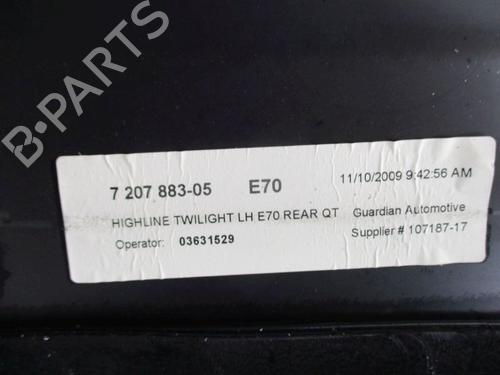 B-PARTS
7 207 883-05 E70 11/10/2009 9:42:56 AM
HIGHLINE TWILIGHT LH E70 REAR QT Guardian Automotive
Operator: 03631529 Supplier # 107187-17